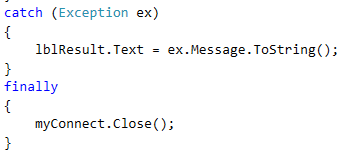 catch (Exception ex)
{
lblResult.Text = ex.Message.ToString();
}
finally
{
myConnect.Close();
}